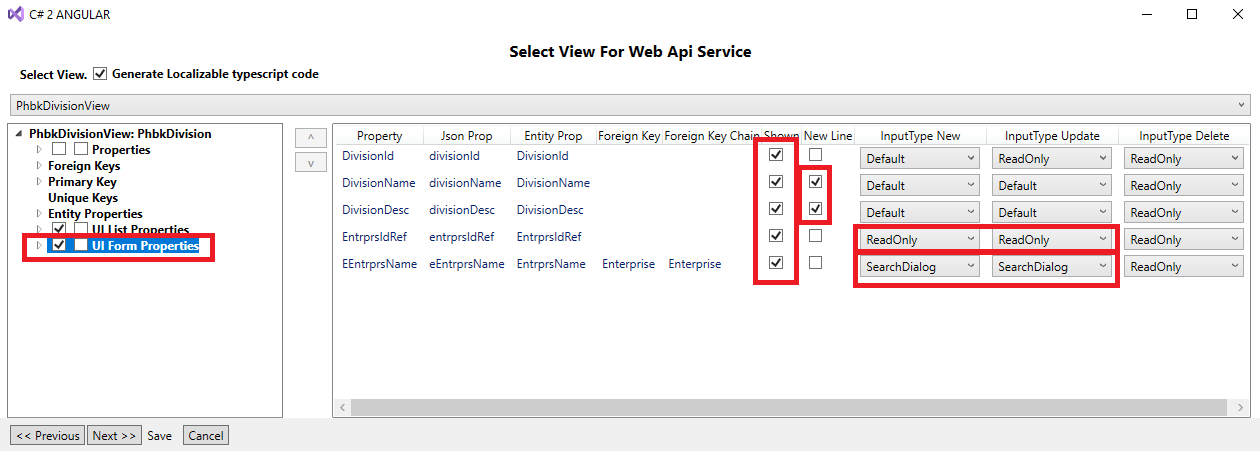 C# 2 ANGULAR
Select View For Web Api Service
Select View. Generate Localizable typescript code
PhbkDivisionView
PhbkDivisionView: PhbkDivision
Properties
Foreign Keys
Primary Key
Unique Keys
Entity Properties
UI List Properties
UI Form Properties
^
v
Property Json Prop Entity Prop Foreign Key Foreign Key Chain Shown New Line InputType New InputType Update InputType Delete
DivisionId divisionId DivisionId Default ReadOnly ReadOnly
DivisionName divisionName DivisionName Default Default ReadOnly
DivisionDesc divisionDesc DivisionDesc Default Default ReadOnly
EntrprsIdRef entrprsIdRef EntrprsIdRef ReadOnly ReadOnly ReadOnly
EEntrprsName eEntrprsName EntrprsName Enterprise Enterprise SearchDialog SearchDialog ReadOnly
<< Previous Next >> Save Cancel